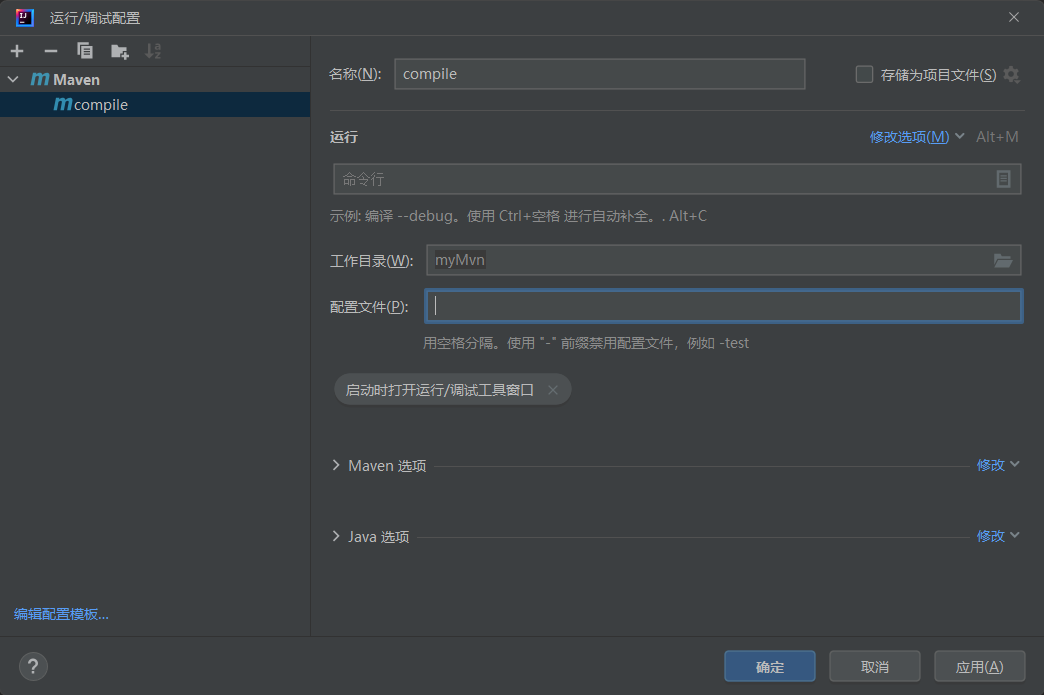 运行/调试配置
Maven
compile
名称(N): compile
存储为项目文件(S)
运行
修改选项(M) Alt+M
命令行
示例: 编译 --debug。使用 Ctrl+空格 进行自动补全。. Alt+C
工作目录(W): myMvn
配置文件(P):
用空格分隔。使用 "-" 前缀禁用配置文件，例如 -test
启动时打开运行/调试工具窗口
Maven 选项 修改
Java 选项 修改
编辑配置模板...
?
确定 取消 应用(A)